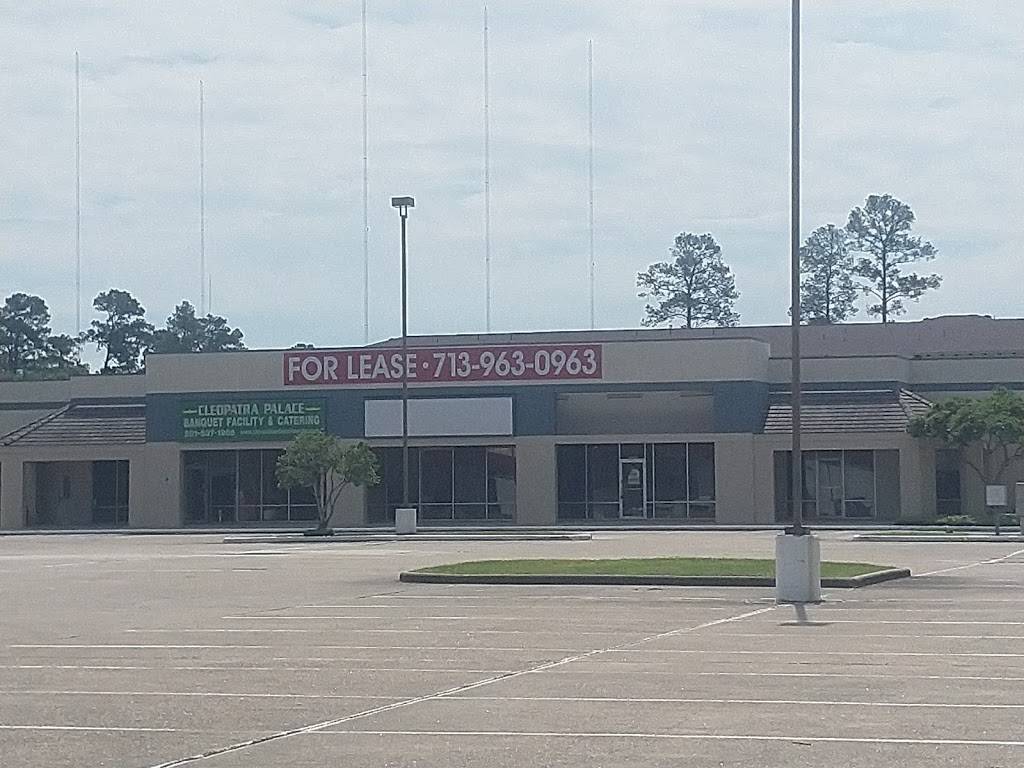 FOR LEASE • 713-963-0963
CLEOPATRA PALACE
BANQUET FACILITY & CATERING